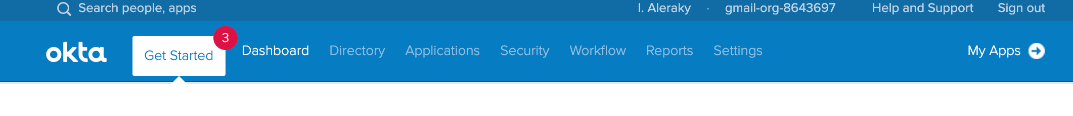 Search people, apps
I. Aleraky · gmail-org-8643697 Help and Support Sign out
okta Get Started 3 Dashboard Directory Applications Security Workflow Reports Settings My Apps